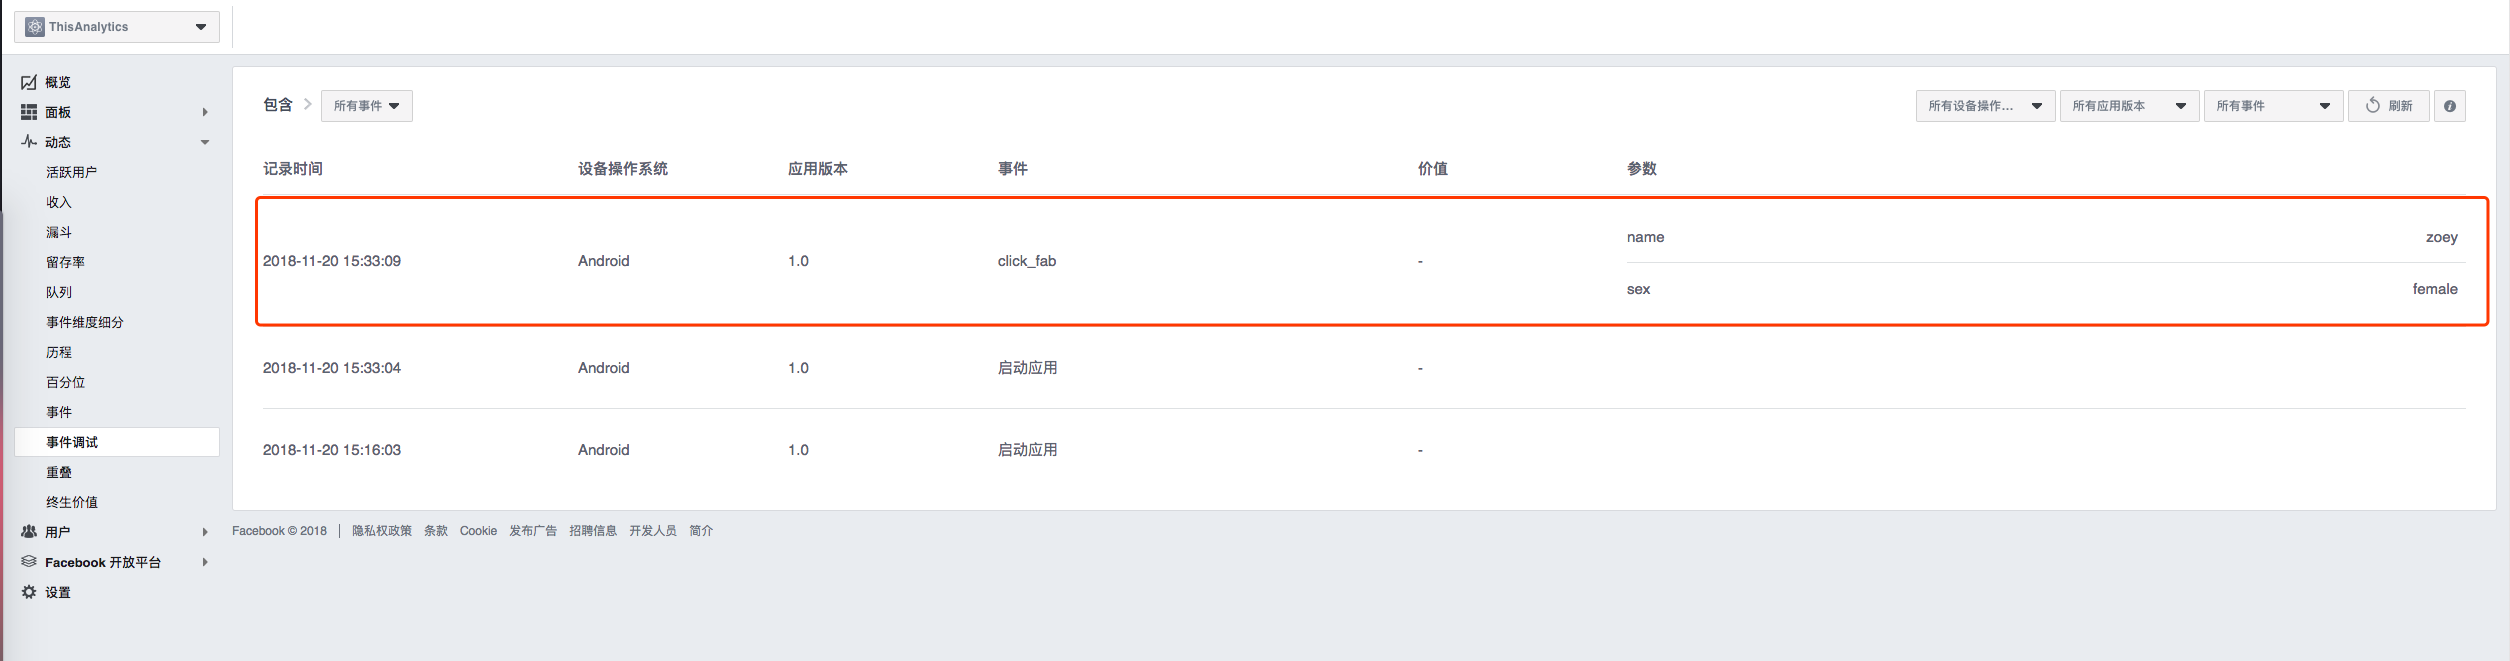 ThisAnalytics
概览
面板
动态
活跃用户
收入
漏斗
留存率
队列
事件维度细分
历程
百分位
事件
事件调试
重叠
终生价值
用户
Facebook 开放平台
设置
包含 所有事件 所有设备操作... 所有应用版本 所有事件 刷新
记录时间 设备操作系统 应用版本 事件 价值 参数
2018-11-20 15:33:09 Android 1.0 click_fab -
name zoey
sex female
2018-11-20 15:33:04 Android 1.0 启动应用 -
2018-11-20 15:16:03 Android 1.0 启动应用 -
Facebook © 2018 | 隐私权政策 条款 Cookie 发布广告 招聘信息 开发人员 简介